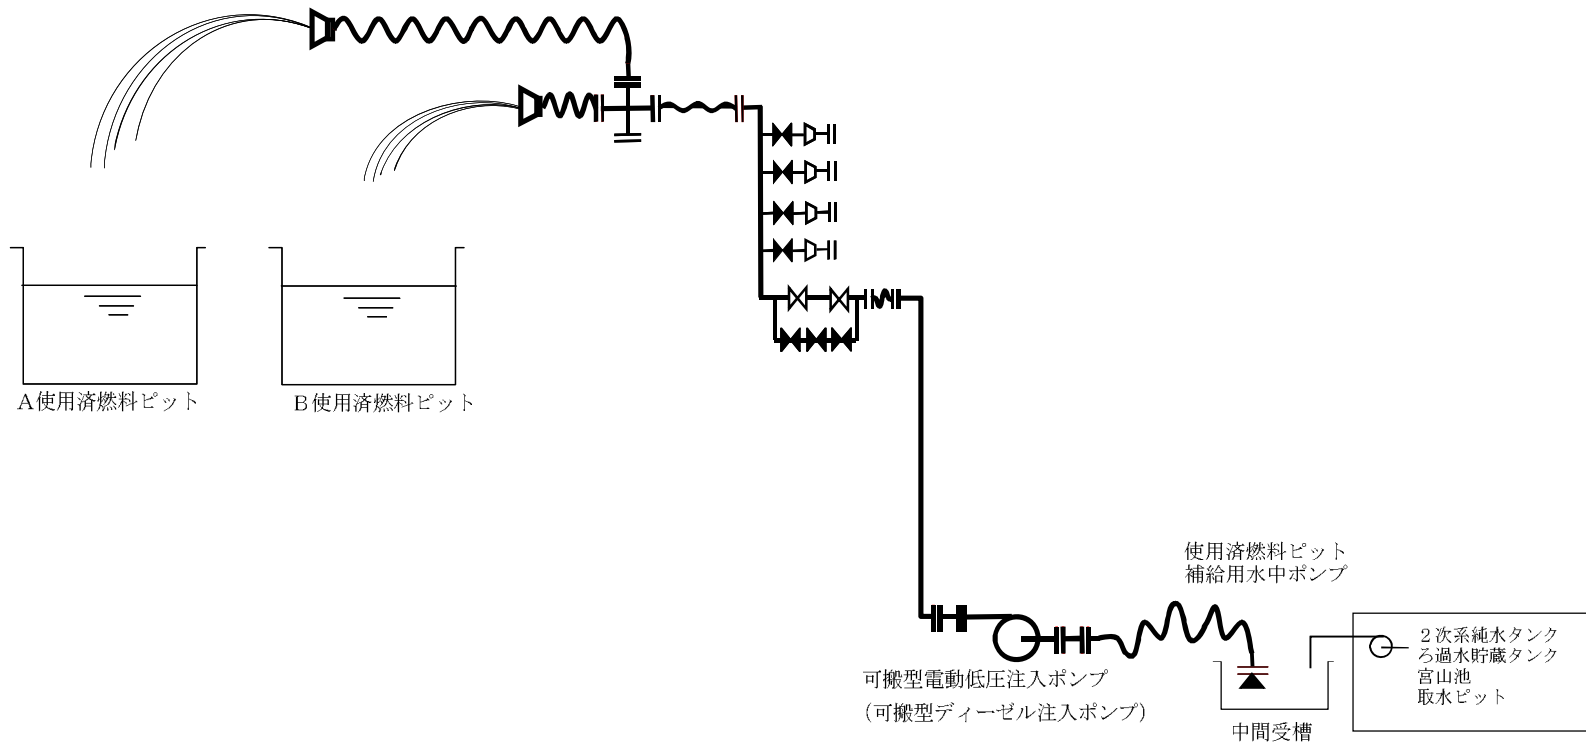 A使用済燃料ピット
B使用済燃料ピット
使用済燃料ピット
補給用水中ポンプ
可搬型電動低圧注入ポンプ
（可搬型ディーゼル注入ポンプ）
中間受槽
２次系純水タンク
ろ過水貯蔵タンク
宮山池
取水ピット